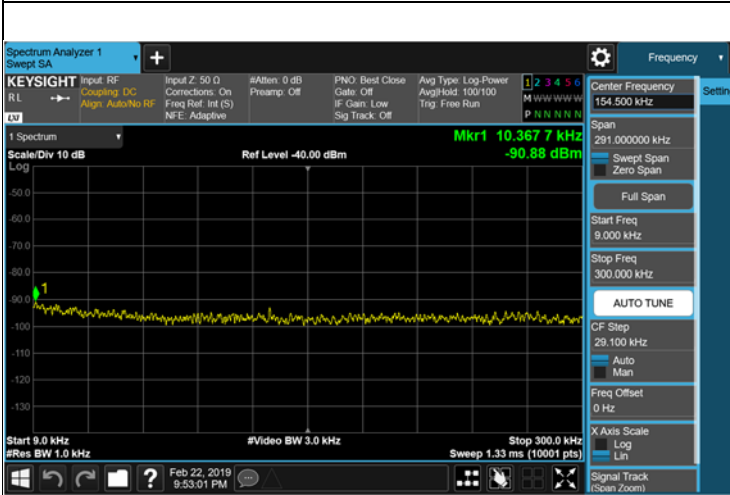 Spectrum Analyzer 1
Swept SA
Frequency
KEYSIGHT
RL
LXI
Input: RF
Coupling: DC
Align: Auto/No RF
Input Z: 50 Ω
Corrections: On
Freq Ref: Int (S)
NFE: Adaptive
#Atten: 0 dB
Preamp: Off
PNO: Best Close
Gate: Off
IF Gain: Low
Sig Track: Off
Avg Type: Log-Power
Avg|Hold: 100/100
Trig: Free Run
1 2 3 4 5 6
M W W W W W
P N N N N N
1 Spectrum
Scale/Div 10 dB
Ref Level -40.00 dBm
Mkr1 10.367 7 kHz
-90.88 dBm
Log
-50.0
-60.0
-70.0
-80.0
-90.0
-100
-110
-120
-130
1
Start 9.0 kHz
#Video BW 3.0 kHz
Stop 300.0 kHz
#Res BW 1.0 kHz
Sweep 1.33 ms (10001 pts)
Center Frequency
154.500 kHz
Settin
Span
291.000000 kHz
Swept Span
Zero Span
Full Span
Start Freq
9.000 kHz
Stop Freq
300.000 kHz
AUTO TUNE
CF Step
29.100 kHz
Auto
Man
Freq Offset
0 Hz
X Axis Scale
Log
Lin
Signal Track
(Span Zoom)
?
Feb 22, 2019
9:53:01 PM